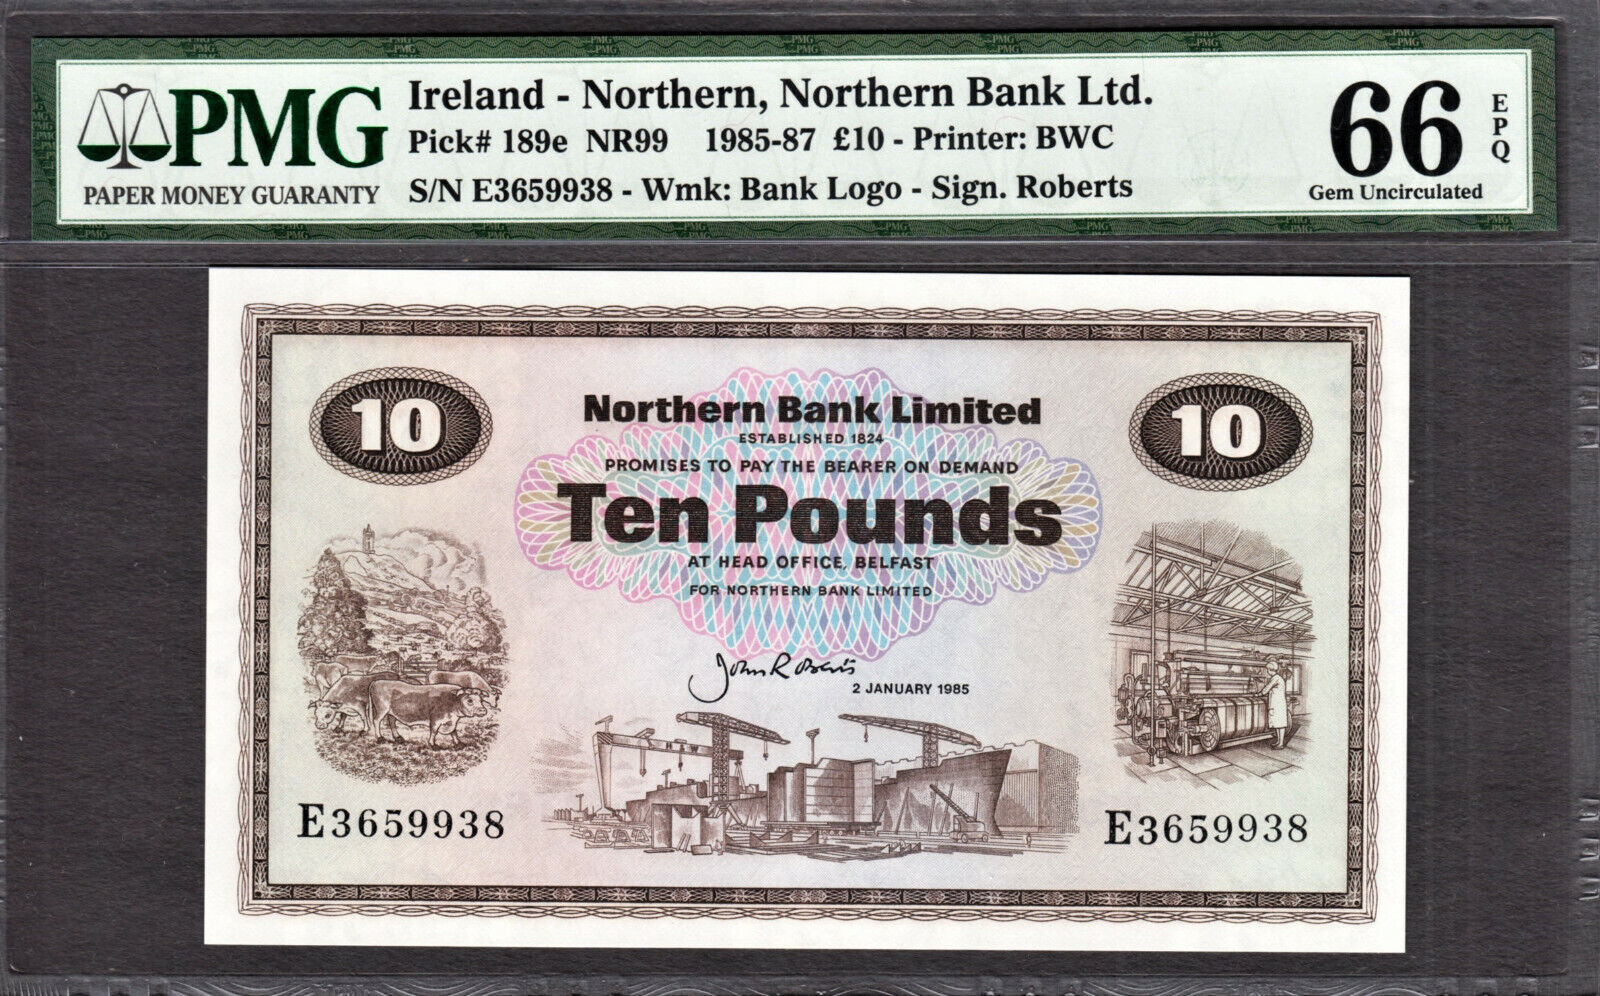 PMG
PAPER MONEY GUARANTY
Ireland - Northern, Northern Bank Ltd.
Pick# 189e NR99 1985-87 £10 - Printer: BWC
S/N E3659938 - Wmk: Bank Logo - Sign. Roberts
66
EPQ
Gem Uncirculated
10
10
Northern Bank Limited
ESTABLISHED 1824
PROMISES TO PAY THE BEARER ON DEMAND
Ten Pounds
AT HEAD OFFICE, BELFAST
FOR NORTHERN BANK LIMITED
John Roberts
2 JANUARY 1985
H&W
E3659938
E3659938